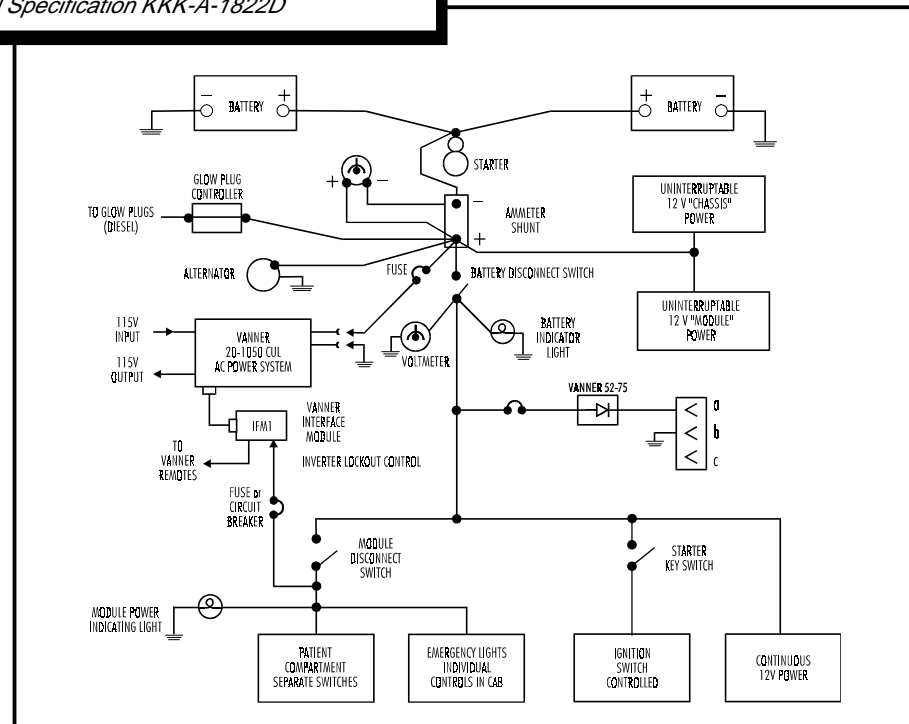 Specification KKK-A-1822D
− BATTERY +
+ BATTERY −
STARTER
+ −
GLOW PLUG
CONTROLLER
TO GLOW PLUGS
(DIESEL)
−
+
AMMETER
SHUNT
UNINTERRUPTABLE
12 V "CHASSIS"
POWER
ALTERNATOR
FUSE
BATTERY DISCONNECT SWITCH
UNINTERRUPTABLE
12 V "MODULE"
POWER
115V
INPUT
115V
OUTPUT
VANNER
20-1050 CUL
AC POWER SYSTEM
VOLTMETER
BATTERY
INDICATOR
LIGHT
VANNER 52-75
a
b
c
IFM1
VANNER
INTERFACE
MODULE
TO
VANNER
REMOTES
INVERTER LOCKOUT CONTROL
FUSE or
CIRCUIT
BREAKER
MODULE
DISCONNECT
SWITCH
STARTER
KEY SWITCH
MODULE POWER
INDICATING LIGHT
PATIENT
COMPARTMENT
SEPARATE SWITCHES
EMERGENCY LIGHTS
INDIVIDUAL
CONTROLS IN CAB
IGNITION
SWITCH
CONTROLLED
CONTINUOUS
12V POWER